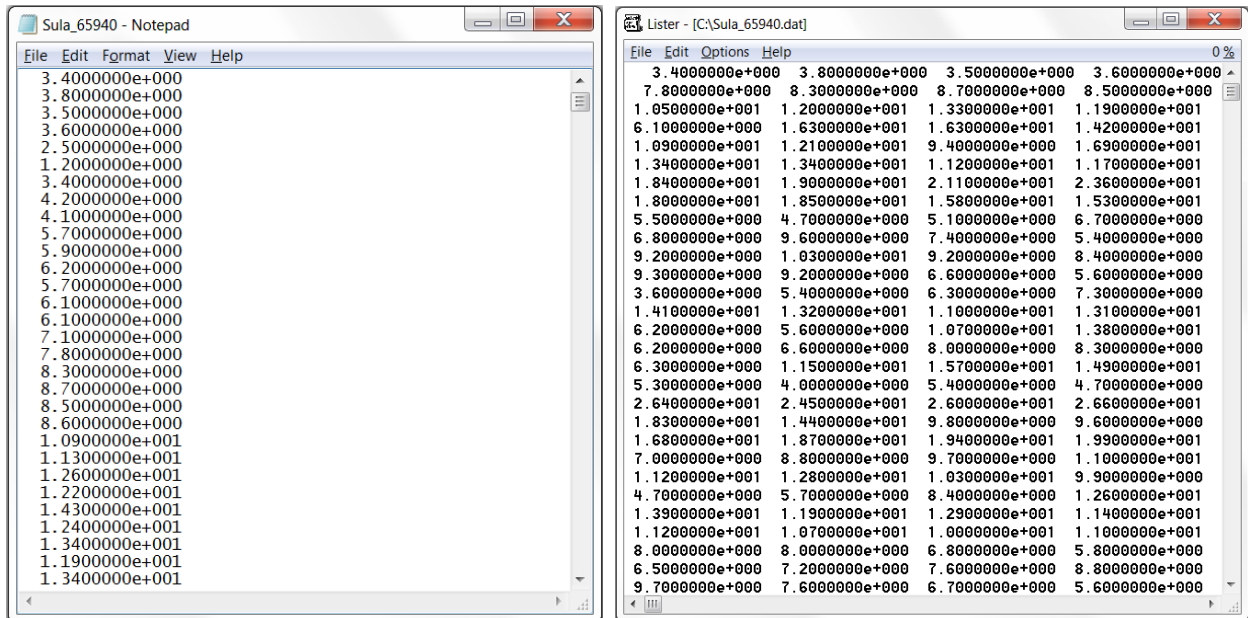 Sula_65940 - Notepad
File Edit Format View Help
3.4000000e+000
3.8000000e+000
3.5000000e+000
3.6000000e+000
2.5000000e+000
1.2000000e+000
3.4000000e+000
4.2000000e+000
4.1000000e+000
5.7000000e+000
5.9000000e+000
6.2000000e+000
5.7000000e+000
6.1000000e+000
6.1000000e+000
7.1000000e+000
7.8000000e+000
8.3000000e+000
8.7000000e+000
8.5000000e+000
8.6000000e+000
1.0900000e+001
1.1300000e+001
1.2600000e+001
1.2200000e+001
1.4300000e+001
1.2400000e+001
1.3400000e+001
1.1900000e+001
1.3400000e+001
Lister - [C:\Sula_65940.dat]
File Edit Options Help 0 %
3.4000000e+000 3.8000000e+000 3.5000000e+000 3.6000000e+000
7.8000000e+000 8.3000000e+000 8.7000000e+000 8.5000000e+000
1.0500000e+001 1.2000000e+001 1.3300000e+001 1.1900000e+001
6.1000000e+000 1.6300000e+001 1.6300000e+001 1.4200000e+001
1.0900000e+001 1.2100000e+001 9.4000000e+000 1.6900000e+001
1.3400000e+001 1.3400000e+001 1.1200000e+001 1.1700000e+001
1.8400000e+001 1.9000000e+001 2.1100000e+001 2.3600000e+001
1.8000000e+001 1.8500000e+001 1.5800000e+001 1.5300000e+001
5.5000000e+000 4.7000000e+000 5.1000000e+000 6.7000000e+000
6.8000000e+000 9.6000000e+000 7.4000000e+000 5.4000000e+000
9.2000000e+000 1.0300000e+001 9.2000000e+000 8.4000000e+000
9.3000000e+000 9.2000000e+000 6.6000000e+000 5.6000000e+000
3.6000000e+000 5.4000000e+000 6.3000000e+000 7.3000000e+000
1.4100000e+001 1.3200000e+001 1.1000000e+001 1.3100000e+001
6.2000000e+000 5.6000000e+000 1.0700000e+001 1.3800000e+001
6.2000000e+000 6.6000000e+000 8.0000000e+000 8.3000000e+000
6.3000000e+000 1.1500000e+001 1.5700000e+001 1.4900000e+001
5.3000000e+000 4.0000000e+000 5.4000000e+000 4.7000000e+000
2.6400000e+001 2.4500000e+001 2.6000000e+001 2.6600000e+001
1.8300000e+001 1.4400000e+001 9.8000000e+000 9.6000000e+000
1.6800000e+001 1.8700000e+001 1.9400000e+001 1.9900000e+001
7.0000000e+000 8.8000000e+000 9.7000000e+000 1.1000000e+001
1.1200000e+001 1.2800000e+001 1.0300000e+001 9.9000000e+000
4.7000000e+000 5.7000000e+000 8.4000000e+000 1.2600000e+001
1.3900000e+001 1.1900000e+001 1.2900000e+001 1.1400000e+001
1.1200000e+001 1.0700000e+001 1.0000000e+001 1.1000000e+001
8.0000000e+000 8.0000000e+000 6.8000000e+000 5.8000000e+000
6.5000000e+000 7.2000000e+000 7.6000000e+000 8.8000000e+000
9.7000000e+000 7.6000000e+000 6.7000000e+000 5.6000000e+000